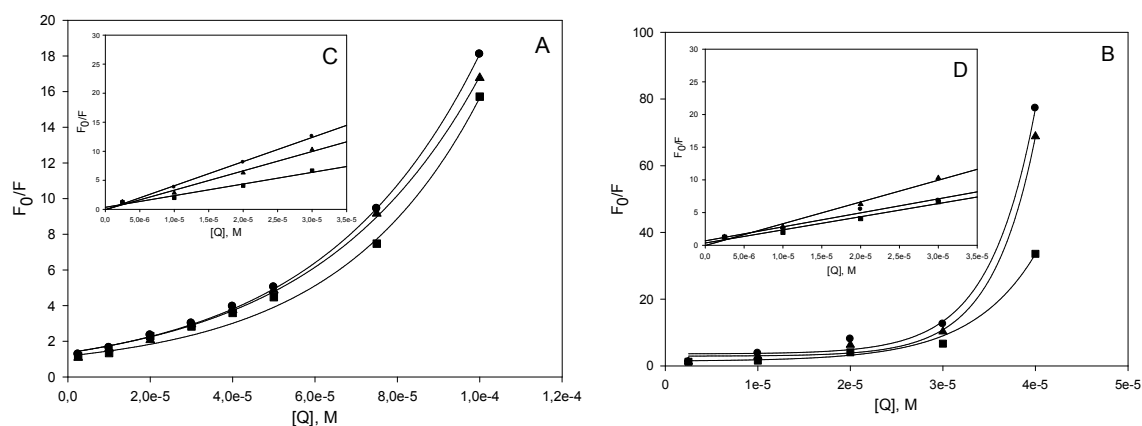 A
20
18
16
14
12
10
8
6
4
2
0
F0/F
0,0
2,0e-5
4,0e-5
6,0e-5
8,0e-5
1,0e-4
1,2e-4
[Q], M
C
30
25
20
15
10
5
0
F0/F
0,0
5,0e-6
1,0e-5
1,5e-5
2,0e-5
2,5e-5
3,0e-5
3,5e-5
[Q], M
B
100
80
60
40
20
0
F0/F
0
1e-5
2e-5
3e-5
4e-5
5e-5
[Q], M
D
30
25
20
15
10
5
0
F0/F
0,0
5,0e-6
1,0e-5
1,5e-5
2,0e-5
2,5e-5
3,0e-5
3,5e-5
[Q], M